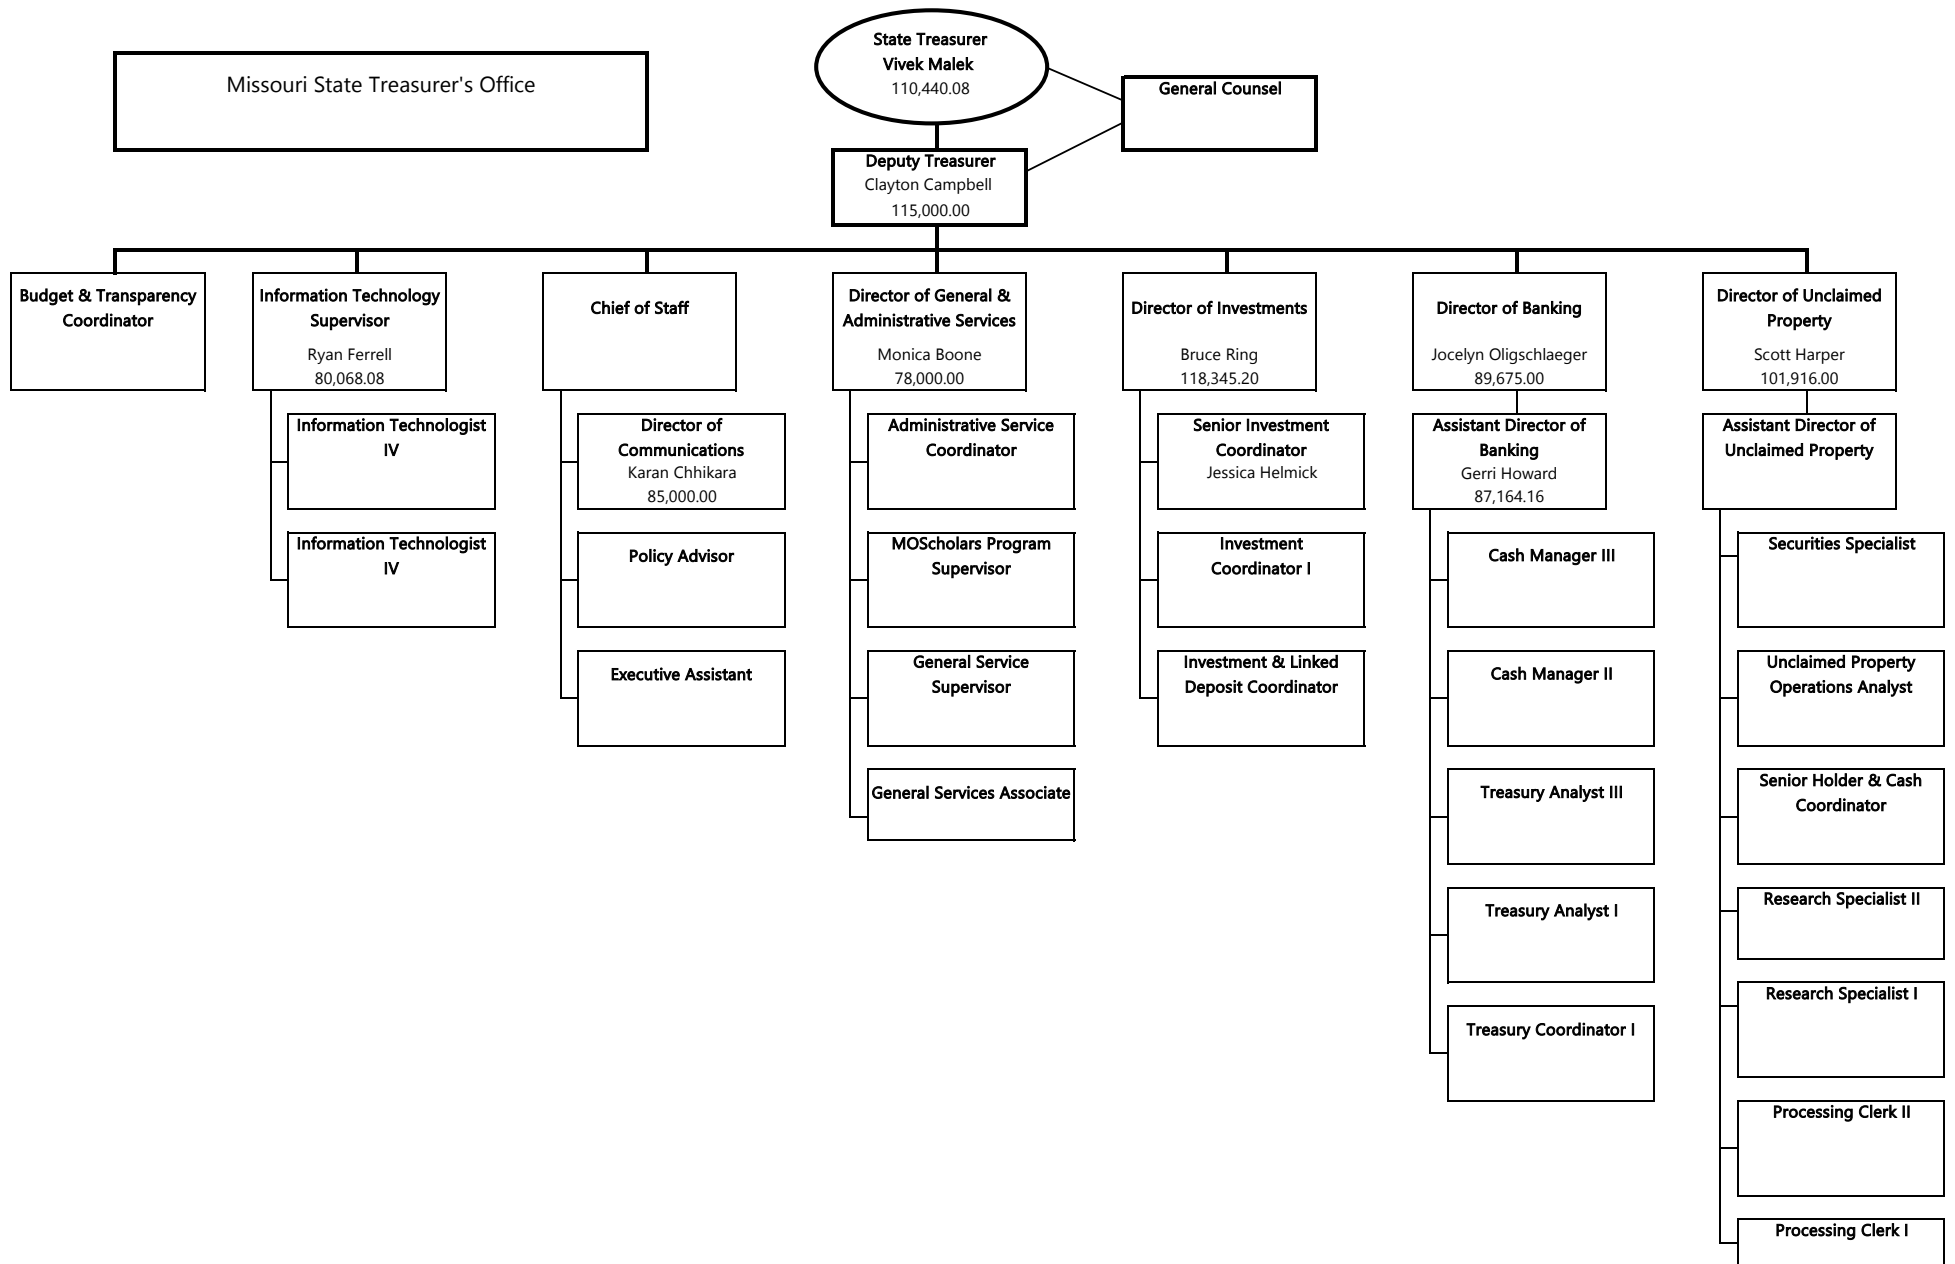 Missouri State Treasurer's Office
State Treasurer
Vivek Malek
110,440.08
General Counsel
Deputy Treasurer
Clayton Campbell
115,000.00
Budget & Transparency
Coordinator
Information Technology
Supervisor
Ryan Ferrell
80,068.08
Chief of Staff
Director of General &
Administrative Services
Monica Boone
78,000.00
Director of Investments
Bruce Ring
118,345.20
Director of Banking
Jocelyn Oligschlaeger
89,675.00
Director of Unclaimed
Property
Scott Harper
101,916.00
Information Technologist
IV
Director of
Communications
Karan Chhikara
85,000.00
Administrative Service
Coordinator
Senior Investment
Coordinator
Jessica Helmick
Assistant Director of
Banking
Gerri Howard
87,164.16
Assistant Director of
Unclaimed Property
Information Technologist
IV
Policy Advisor
MOScholars Program
Supervisor
Investment
Coordinator I
Cash Manager III
Securities Specialist
Executive Assistant
General Service
Supervisor
Investment & Linked
Deposit Coordinator
Cash Manager II
Unclaimed Property
Operations Analyst
General Services Associate
Treasury Analyst III
Senior Holder & Cash
Coordinator
Treasury Analyst I
Research Specialist II
Treasury Coordinator I
Research Specialist I
Processing Clerk II
Processing Clerk I